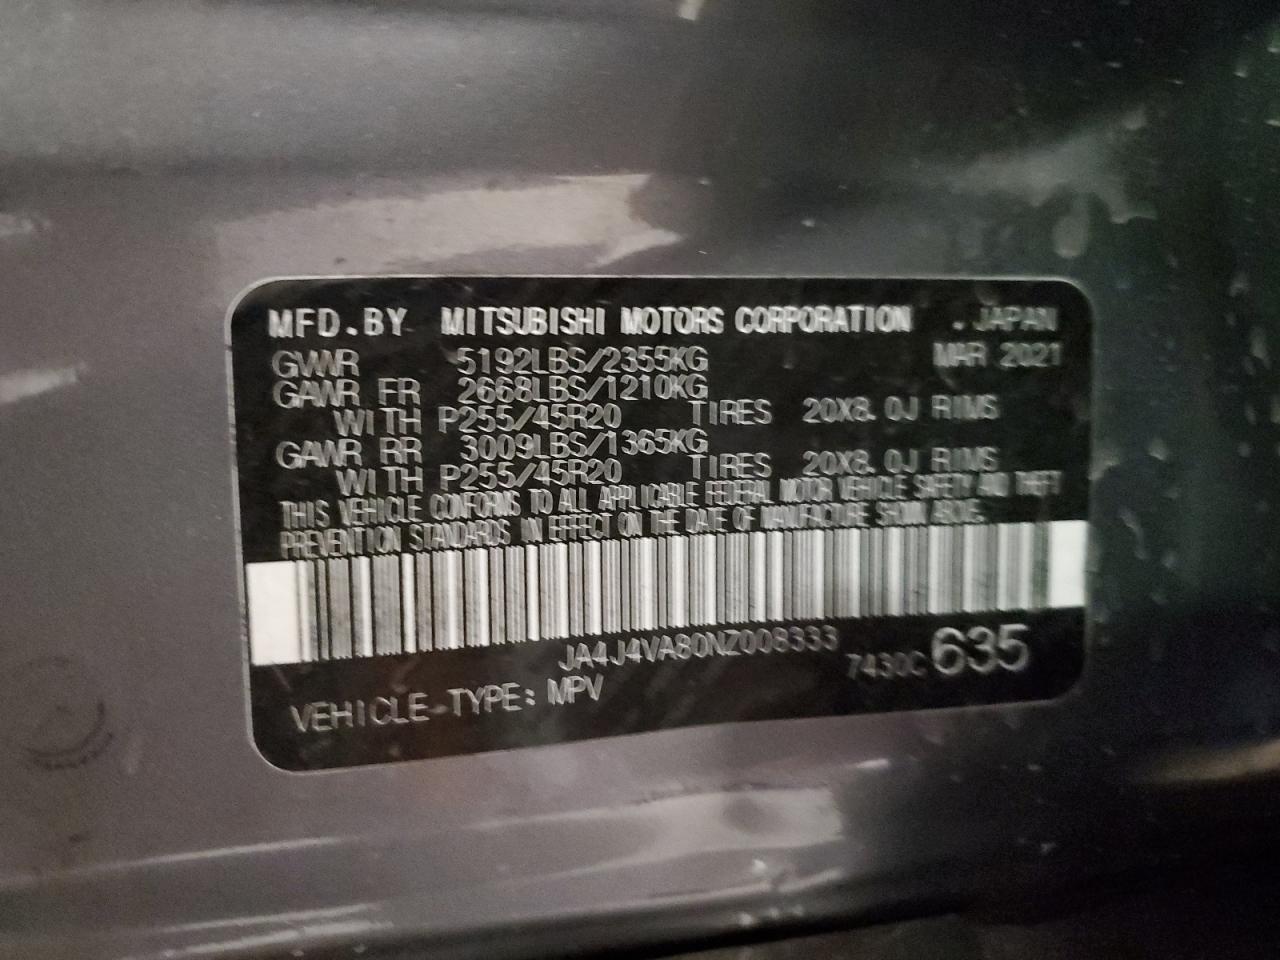 MFD.BY MITSUBISHI MOTORS CORPORATION . JAPAN
GVWR 5192LBS/2355KG MAR 2021
GAWR FR 2668LBS/1210KG
WITH P255/45R20 TIRES 20X8.0J RIMS
GAWR RR 3009LBS/1365KG
WITH P255/45R20 TIRES 20X8.0J RIMS
THIS VEHICLE CONFORMS TO ALL APPLICABLE FEDERAL MOTOR VEHICLE SAFETY AND THEFT
PREVENTION STANDARDS IN EFFECT ON THE DATE OF MANUFACTURE SHOWN ABOVE.
JA4J4VA80NZ008333
7430C 635
VEHICLE-TYPE: MPV